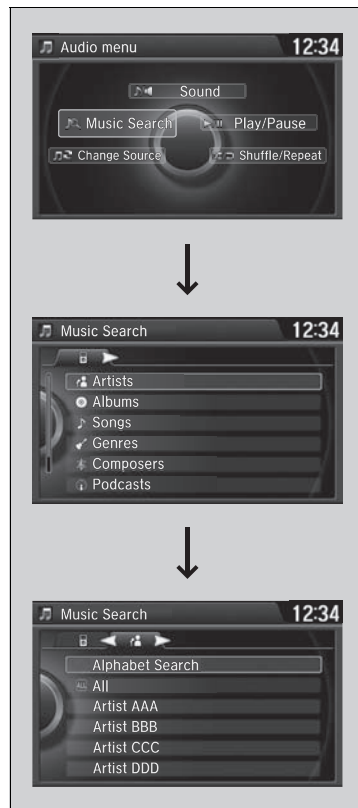 Audio menu 12:34
Sound
Music Search Play/Pause
Change Source Shuffle/Repeat
Music Search 12:34
Artists
Albums
Songs
Genres
Composers
Podcasts
Music Search 12:34
Alphabet Search
ALL All
Artist AAA
Artist BBB
Artist CCC
Artist DDD